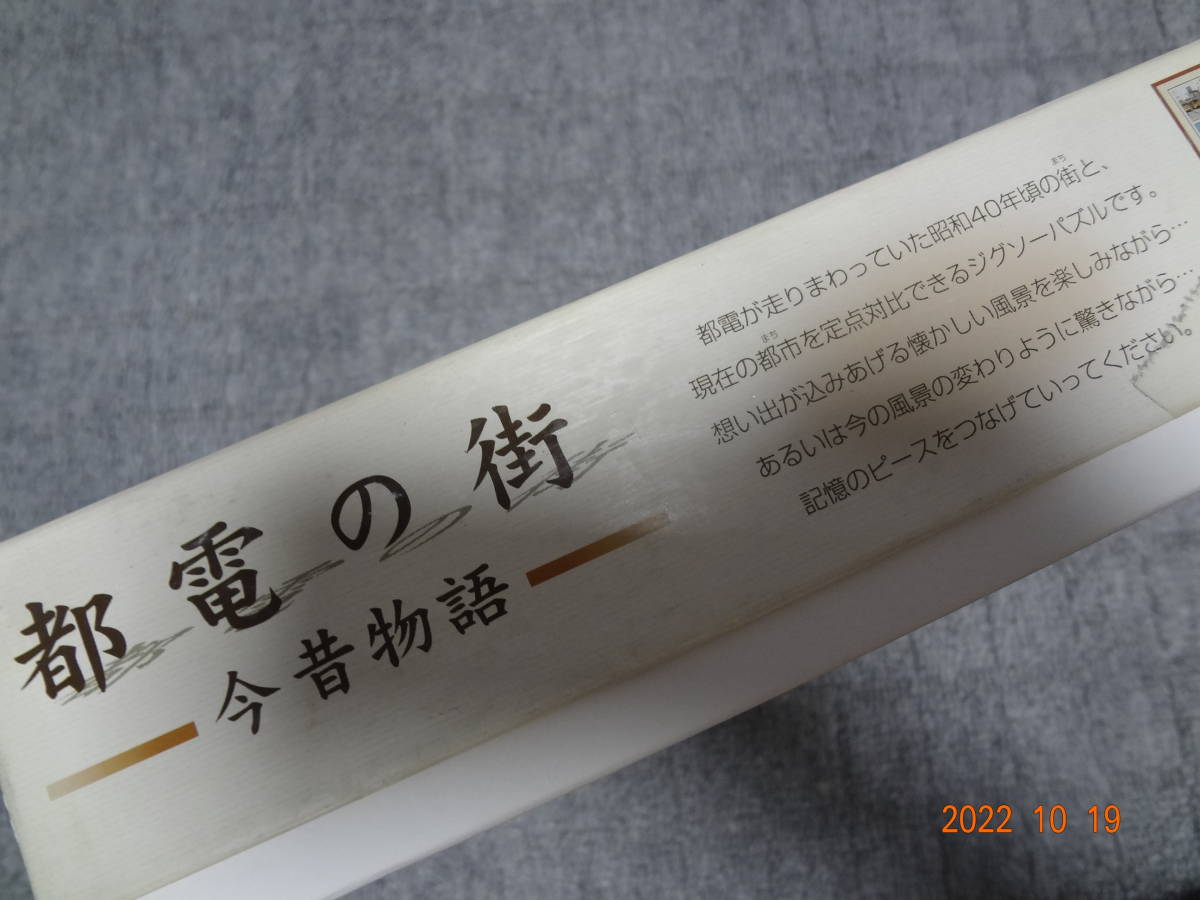 都電の街
今昔物語
都電が走りまわっていた昭和40年頃の街と、
まち
現在の都市を定点対比できるジグソーパズルです。
まち
想い出が込みあげる懐かしい風景を楽しみながら…
あるいは今の風景の変わりように驚きながら…
記憶のピースをつなげていってください。
2022 10 19